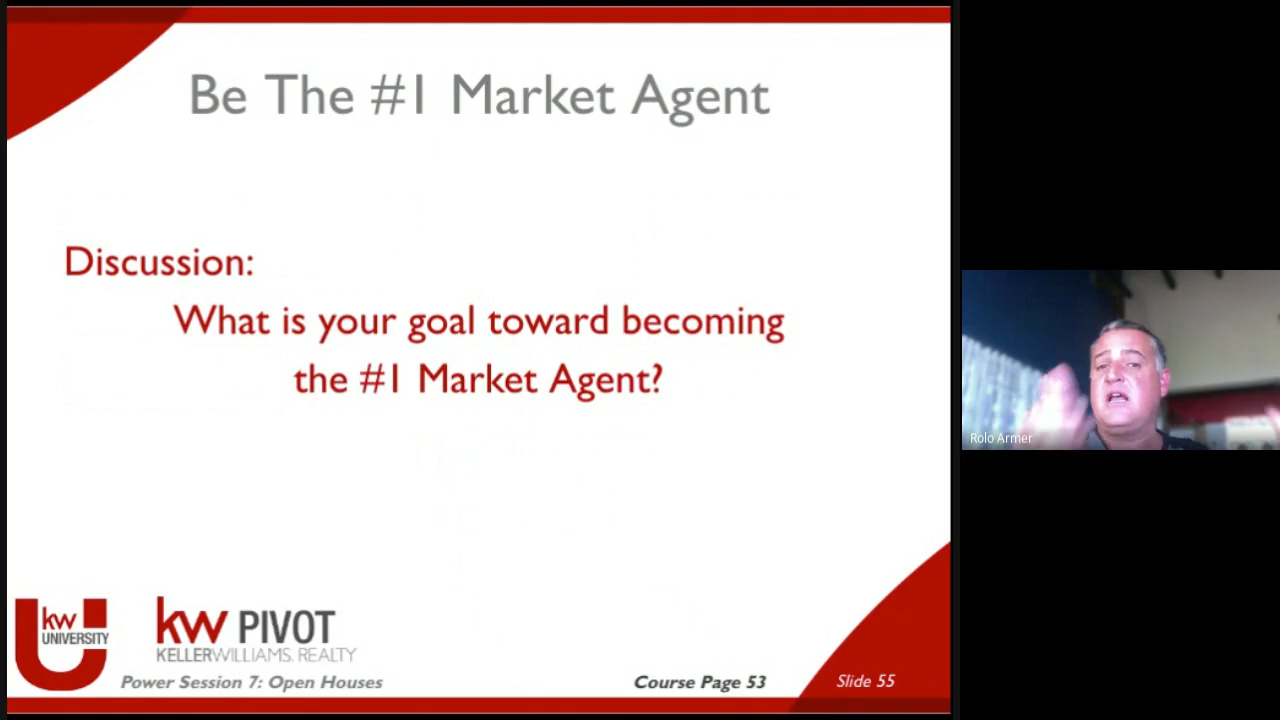 Be The #1 Market Agent
Discussion:
What is your goal toward becoming
the #1 Market Agent?
kw
UNIVERSITY
kw PIVOT
KELLERWILLIAMS. REALTY
Power Session 7: Open Houses
Course Page 53
Slide 55
Rolo Armer